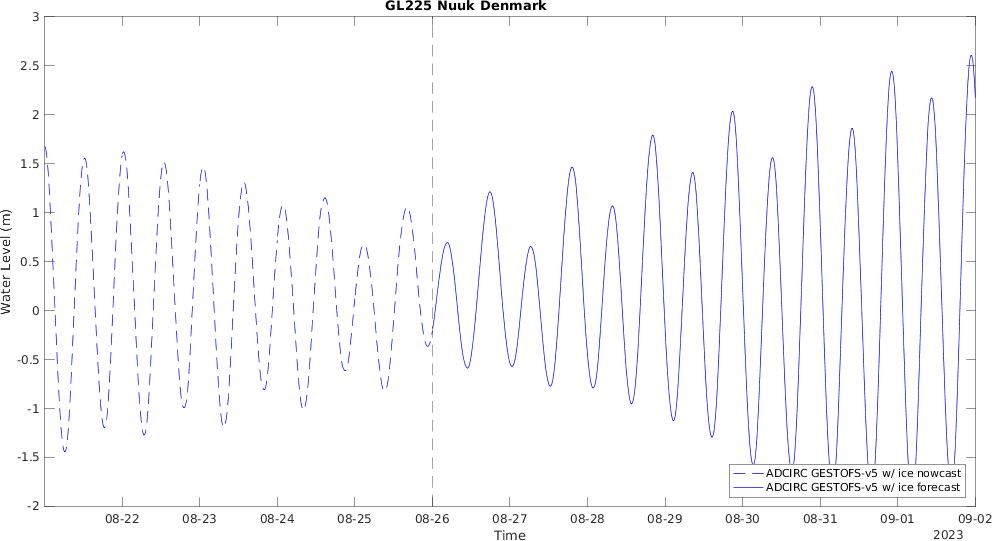 GL225 Nuuk Denmark
3
2.5
2
1.5
1
0.5
0
-0.5
-1
-1.5
-2
Water Level (m)
ADCIRC GESTOFS-v5 w/ ice nowcast
ADCIRC GESTOFS-v5 w/ ice forecast
08-22 08-23 08-24 08-25 08-26 08-27 08-28 08-29 08-30 08-31 09-01 09-02
Time
2023